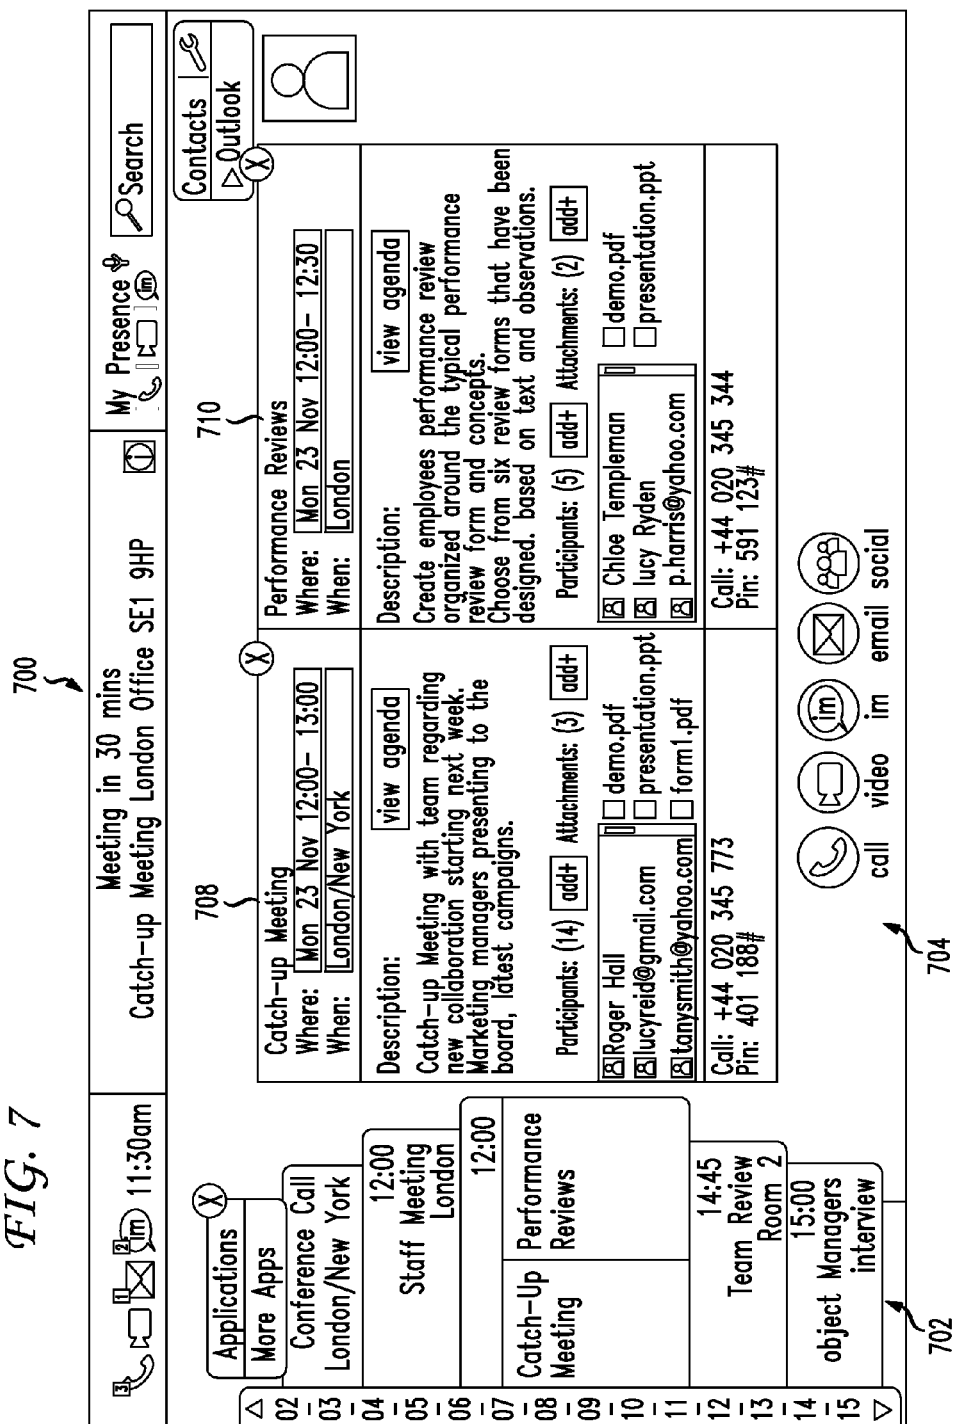 FIG. 7
700
3
1
2
im
11:30am
Meeting in 30 mins
Catch-up Meeting London Office SE1 9HP
i
My Presence
im
Search
Applications
X
More Apps
Contacts
▷Outlook
X
02
03
04
05
06
07
08
09
10
11
12
13
14
15
Conference Call
London/New York
12:00
Staff Meeting
London
12:00
Catch-Up
Meeting
Performance
Reviews
14:45
Team Review
Room 2
15:00
object Managers
interview
702
708
X
Catch-up Meeting
Where: Mon 23 Nov 12:00- 13:00
When: London/New York
Description:
view agenda
Catch-up Meeting with team regarding
new collaboration starting next week.
Marketing managers presenting to the
board, latest campaigns.
Participants: (14) add+ Attachments: (3) add+
Roger Hall
lucyreid@gmail.com
tanysmith@yahoo.com
demo.pdf
presentation.ppt
form1.pdf
Call: +44 020 345 773
Pin: 401 188#
710
Performance Reviews
Where: Mon 23 Nov 12:00- 12:30
When: London
Description:
view agenda
Create employees performance review
organized around the typical performance
review form and concepts.
Choose from six review forms that have been
designed. based on text and observations.
Participants: (5) add+ Attachments: (2) add+
Chloe Templeman
lucy Ryden
p.harris@yahoo.com
demo.pdf
presentation.ppt
Call: +44 020 345 344
Pin: 591 123#
im
call
video
im
email
social
704